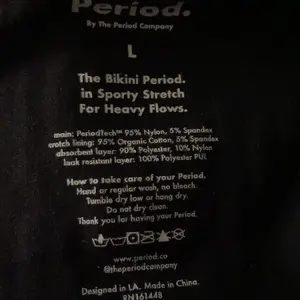 Period.
By The Period Company
L
The Bikini Period.
in Sporty Stretch
For Heavy Flows.
main: PeriodTech™ 95% Nylon, 5% Spandex
crotch lining: 95% Organic Cotton, 5% Spandex
absorbent layer: 90% Polyester, 10% Nylon
leak resistant layer: 100% Polyester PUL
How to take care of your Period.
Hand or regular wash, no bleach.
Tumble dry low or hang dry.
Do not dry clean.
Thank you for having your Period.
www.period.co
@theperiodcompany
Designed in LA. Made in China.
RN161448